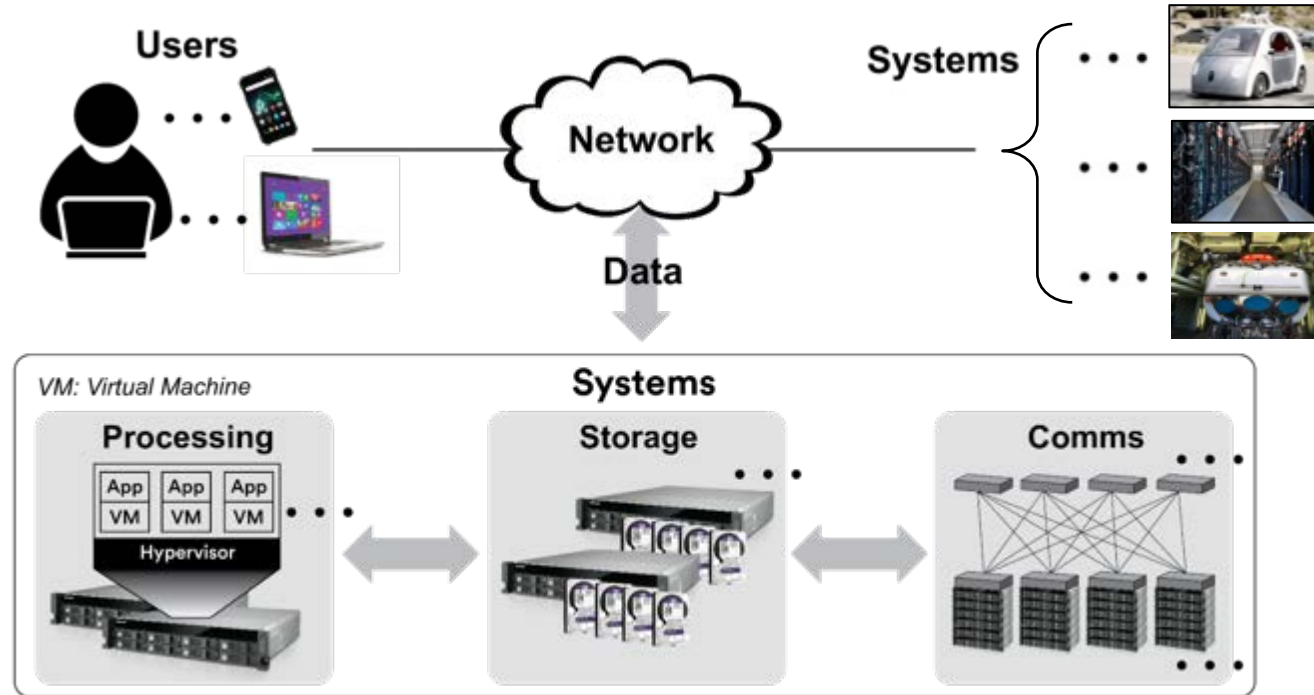 Users
Systems
Network
Data
VM: Virtual Machine
Systems
Processing
Storage
Comms
App App App
VM VM VM
Hypervisor